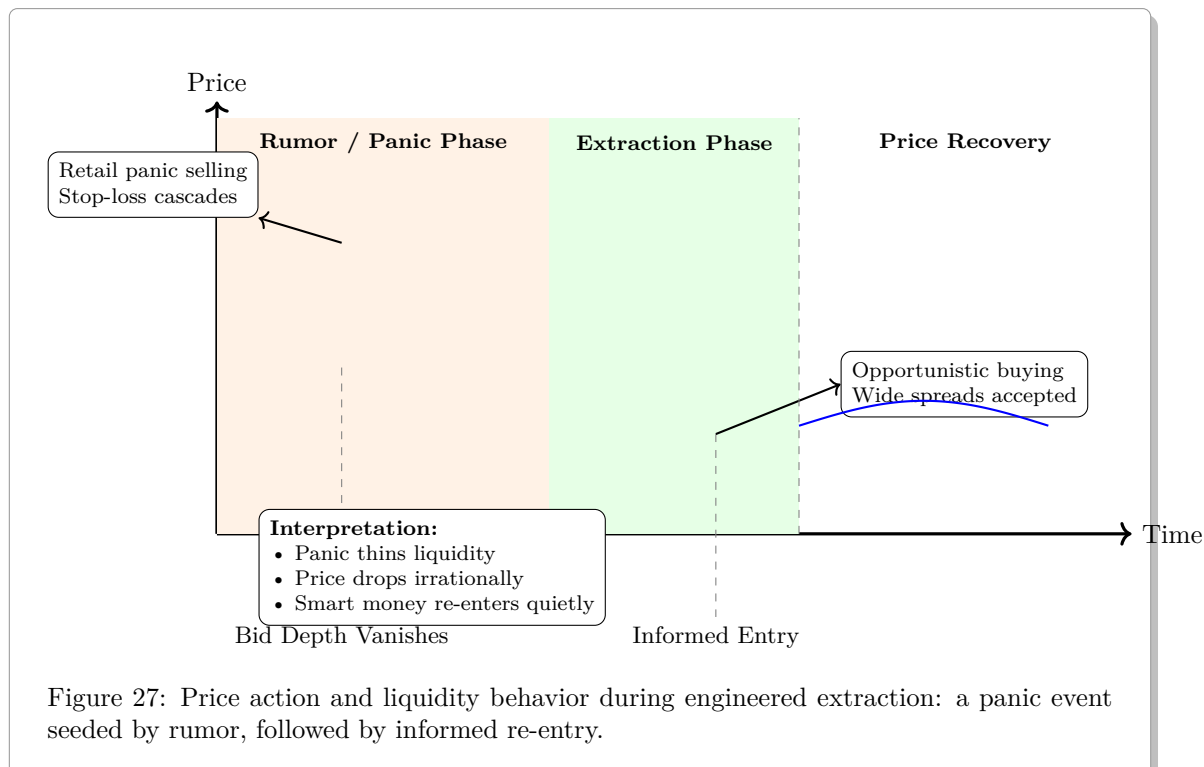 Price
Rumor / Panic Phase
Extraction Phase
Price Recovery
Retail panic selling
Stop-loss cascades
Opportunistic buying
Wide spreads accepted
Time
Interpretation:
• Panic thins liquidity
• Price drops irrationally
• Smart money re-enters quietly
Bid Depth Vanishes
Informed Entry
Figure 27: Price action and liquidity behavior during engineered extraction: a panic event
seeded by rumor, followed by informed re-entry.